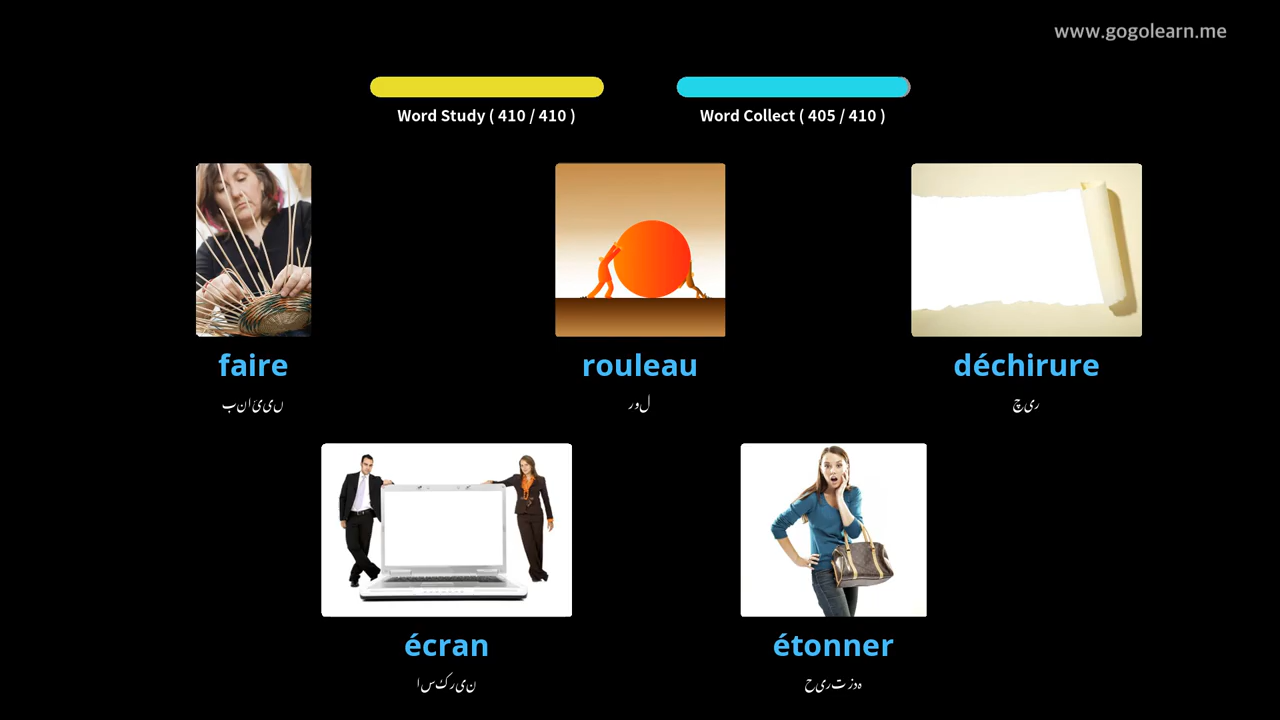 www.gogolearn.me
Word Study ( 410 / 410 )
Word Collect ( 405 / 410 )
faire
rouleau
déchirure
بنائیں
رول
چیر
écran
étonner
اسکرین
حیرت زدہ